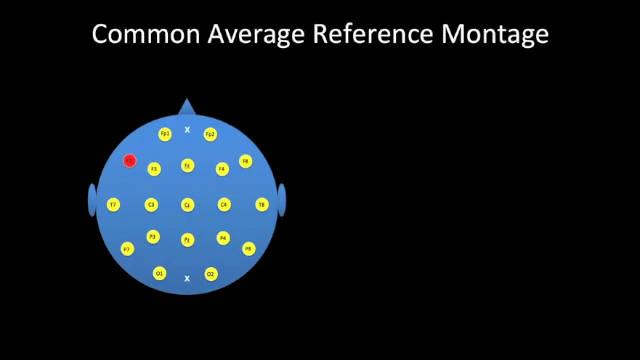 Common Average Reference Montage
Fp1 X Fp2
F7 F3 Fz F4 F8
T7 C3 Cz C4 T8
P7 P3 Pz P4 P8
O1 X O2